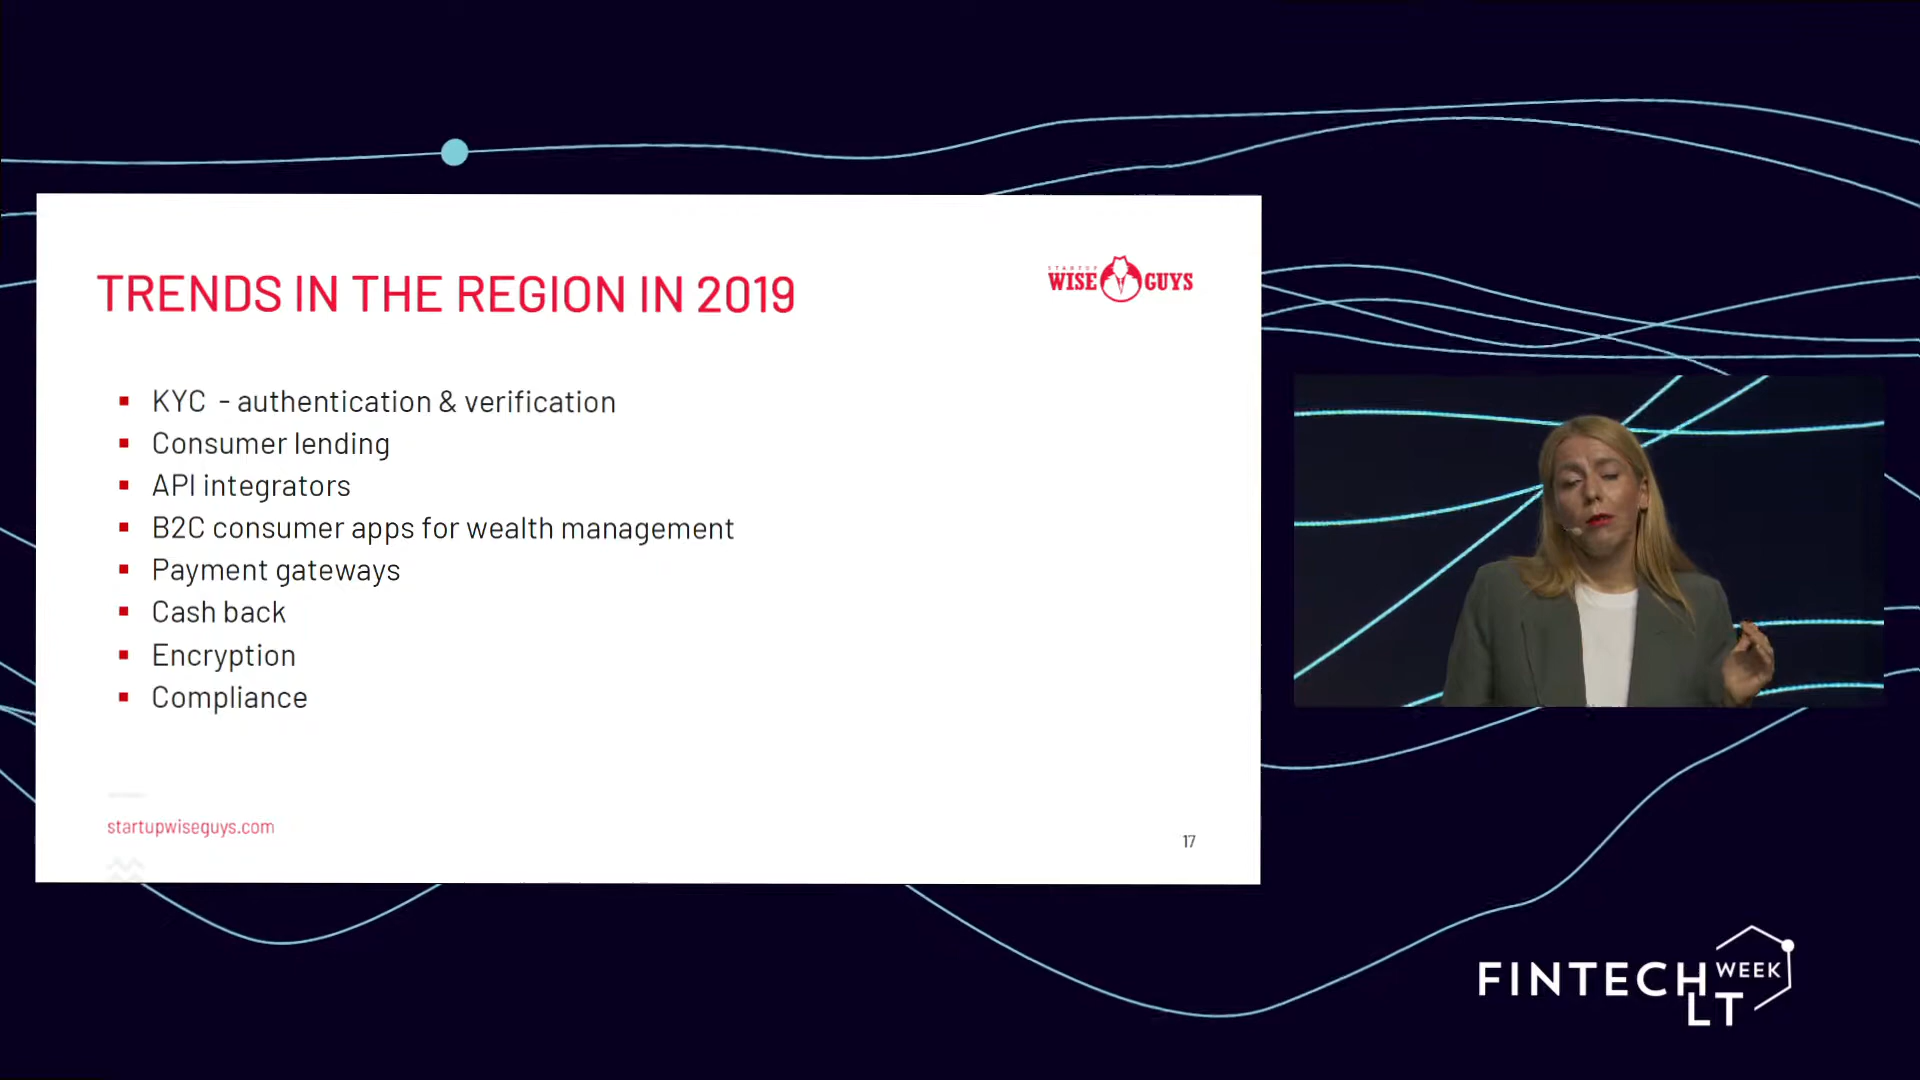 TRENDS IN THE REGION IN 2019
STARTUP
WISE GUYS
KYC - authentication & verification
Consumer lending
API integrators
B2C consumer apps for wealth management
Payment gateways
Cash back
Encryption
Compliance
startupwiseguys.com
17
FINTECH WEEK
LT